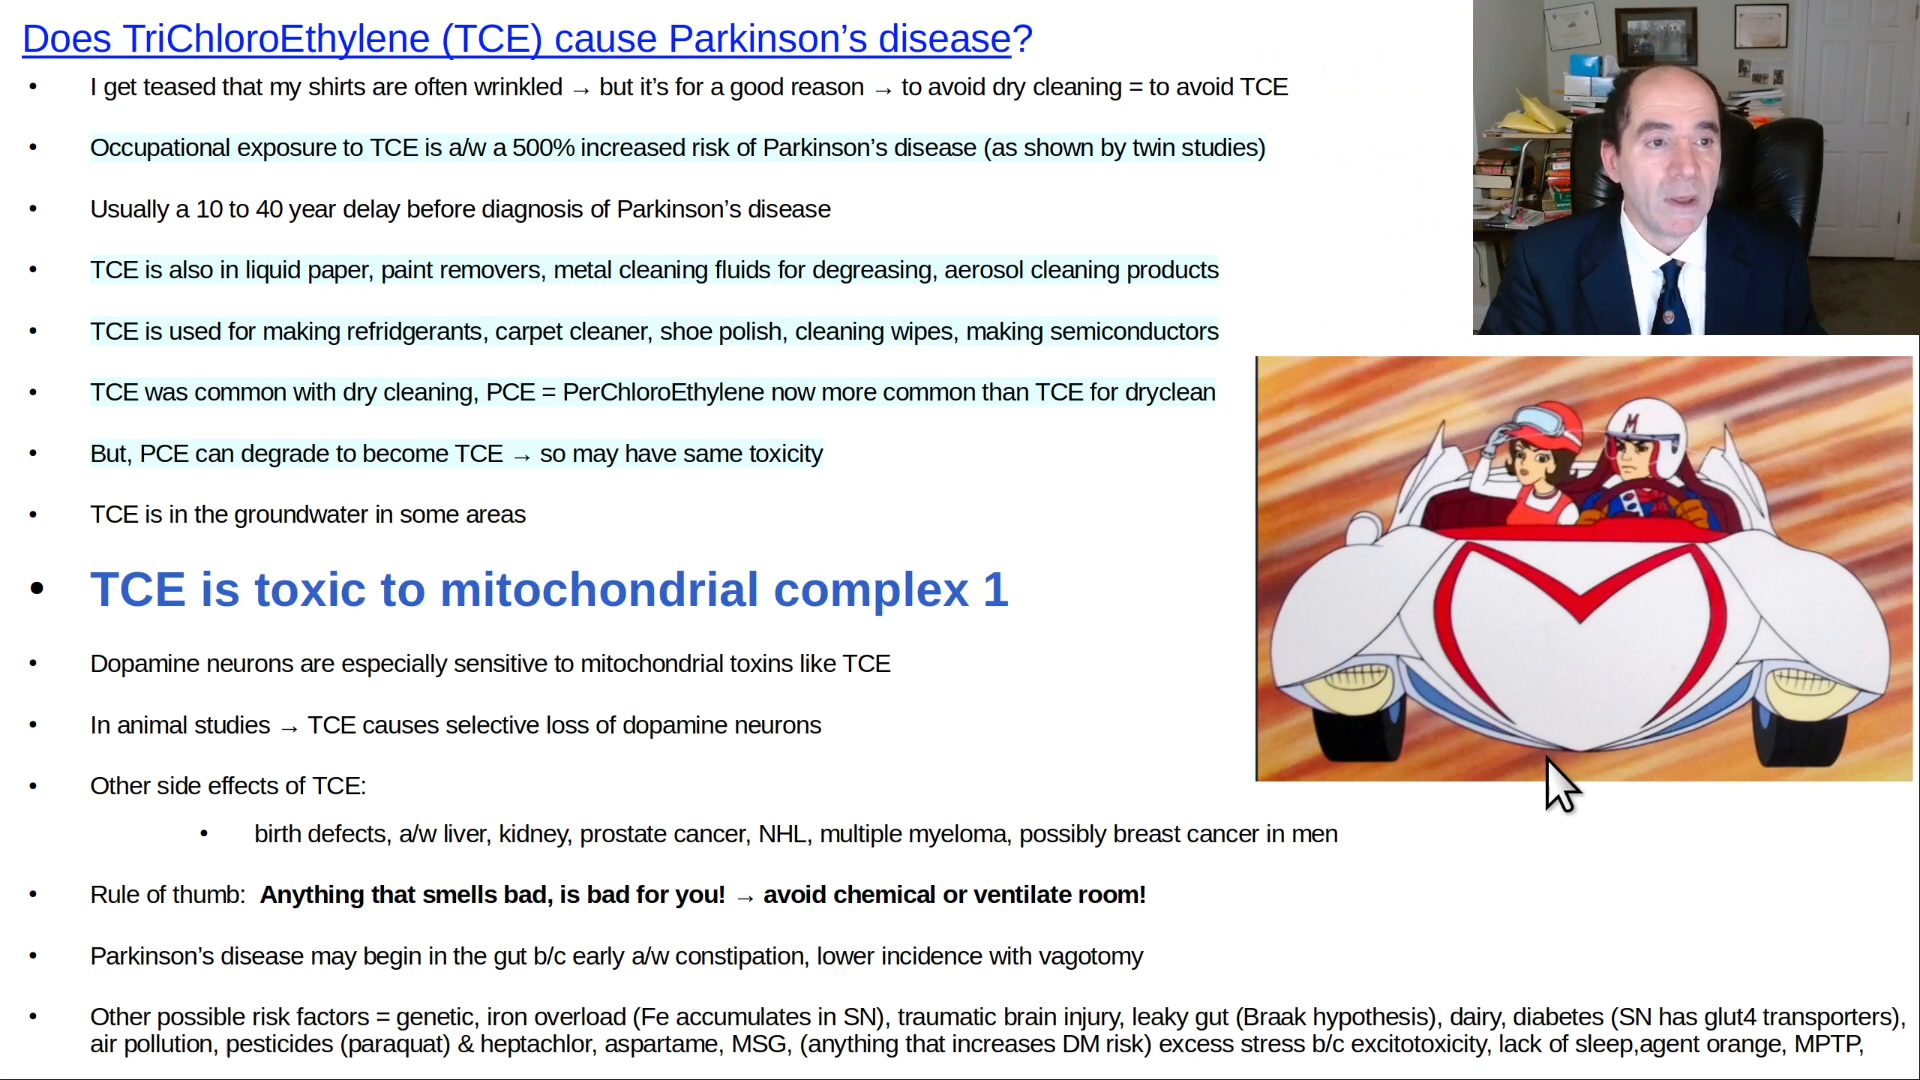 Does TriChloroEthylene (TCE) cause Parkinson’s disease?
• I get teased that my shirts are often wrinkled → but it’s for a good reason → to avoid dry cleaning = to avoid TCE
• Occupational exposure to TCE is a/w a 500% increased risk of Parkinson’s disease (as shown by twin studies)
• Usually a 10 to 40 year delay before diagnosis of Parkinson’s disease
• TCE is also in liquid paper, paint removers, metal cleaning fluids for degreasing, aerosol cleaning products
• TCE is used for making refridgerants, carpet cleaner, shoe polish, cleaning wipes, making semiconductors
• TCE was common with dry cleaning, PCE = PerChloroEthylene now more common than TCE for dryclean
• But, PCE can degrade to become TCE → so may have same toxicity
• TCE is in the groundwater in some areas
M
• TCE is toxic to mitochondrial complex 1
• Dopamine neurons are especially sensitive to mitochondrial toxins like TCE
• In animal studies → TCE causes selective loss of dopamine neurons
• Other side effects of TCE:
• birth defects, a/w liver, kidney, prostate cancer, NHL, multiple myeloma, possibly breast cancer in men
• Rule of thumb: Anything that smells bad, is bad for you! → avoid chemical or ventilate room!
• Parkinson’s disease may begin in the gut b/c early a/w constipation, lower incidence with vagotomy
• Other possible risk factors = genetic, iron overload (Fe accumulates in SN), traumatic brain injury, leaky gut (Braak hypothesis), dairy, diabetes (SN has glut4 transporters),
air pollution, pesticides (paraquat) & heptachlor, aspartame, MSG, (anything that increases DM risk) excess stress b/c excitotoxicity, lack of sleep,agent orange, MPTP,